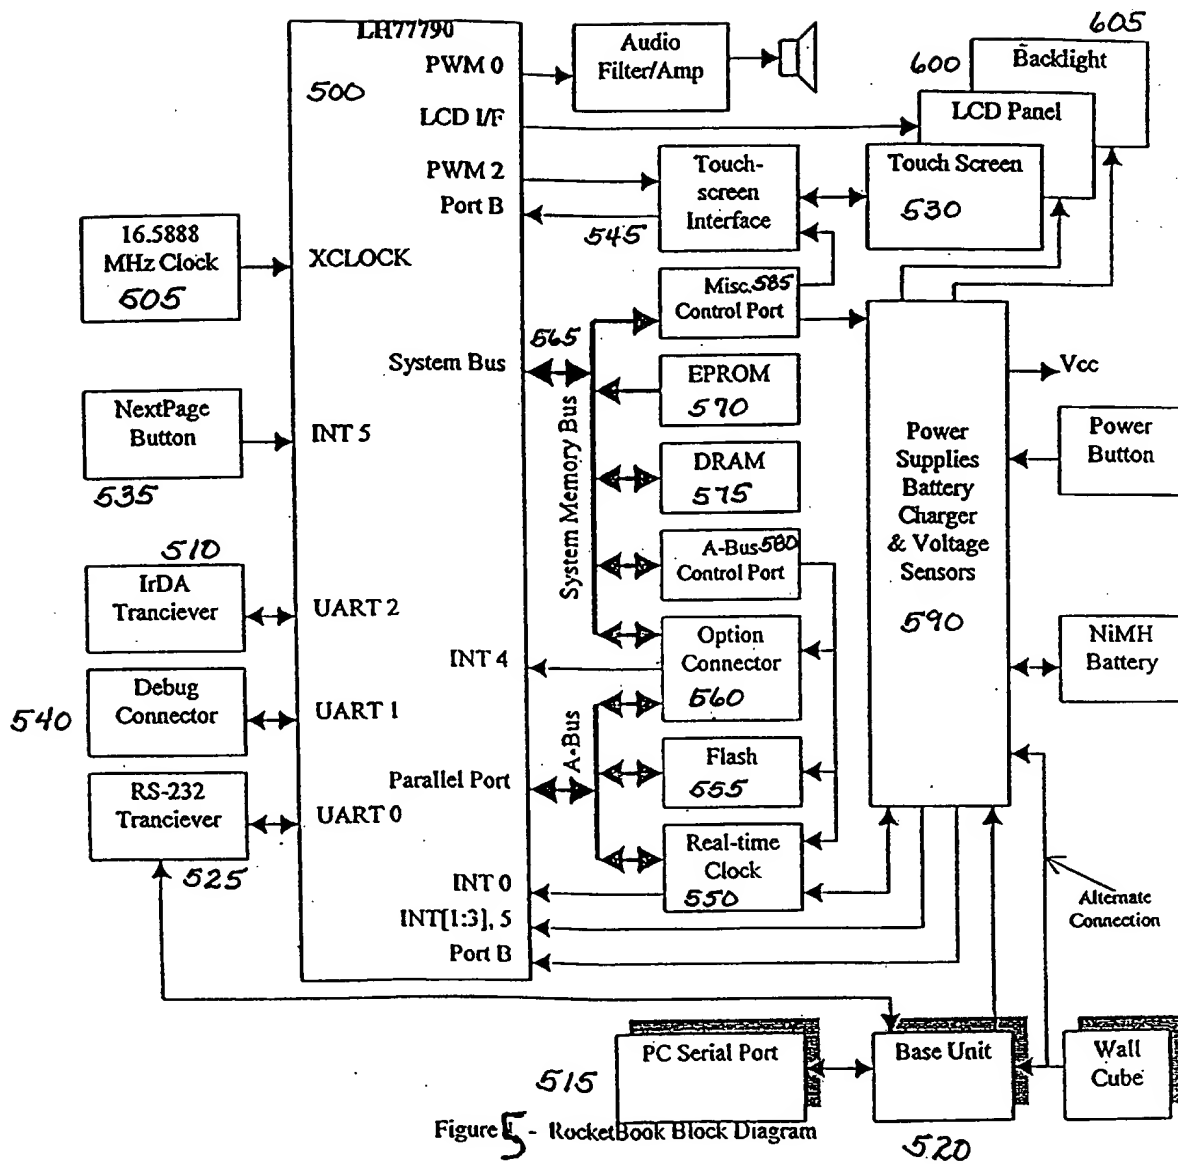 605
LH77790
Audio
Filter/Amp
Backlight
600
PWM 0
500
LCD I/F
LCD Panel
PWM 2
Touch-
screen
Interface
Touch Screen
530
Port B
545
16.5888
MHz Clock
505
XCLOCK
Misc. 585
Control Port
565
System Bus
EPROM
570
Vcc
NextPage
Button
535
INT 5
System Memory Bus
DRAM
575
Power
Supplies
Battery
Charger
& Voltage
Sensors
590
Power
Button
510
IrDA
Tranciever
UART 2
A-Bus 580
Control Port
INT 4
Option
Connector
560
NiMH
Battery
540
Debug
Connector
UART 1
A-Bus
Flash
555
Parallel Port
RS-232
Tranciever
525
UART 0
Real-time
Clock
550
INT 0
INT[1:3], 5
Port B
Alternate
Connection
PC Serial Port
515
Base Unit
520
Wall
Cube
Figure 5 - RocketBook Block Diagram